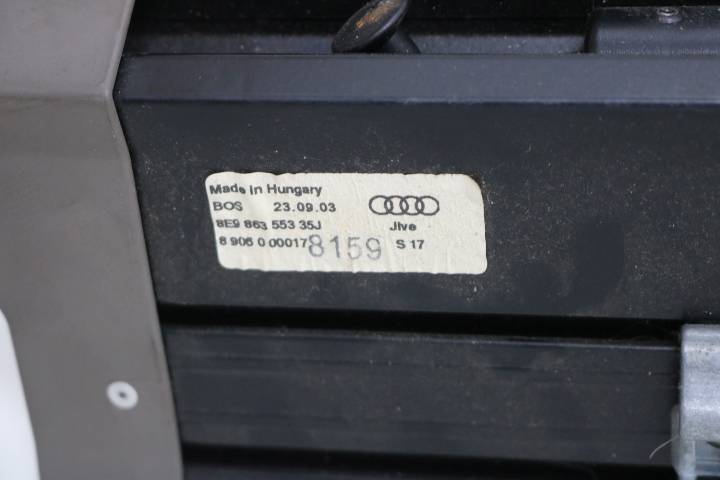 Made in Hungary
BOS 23.09.03
8E9 863 553 35J Jive
8 906 0 00017 8159 S 17